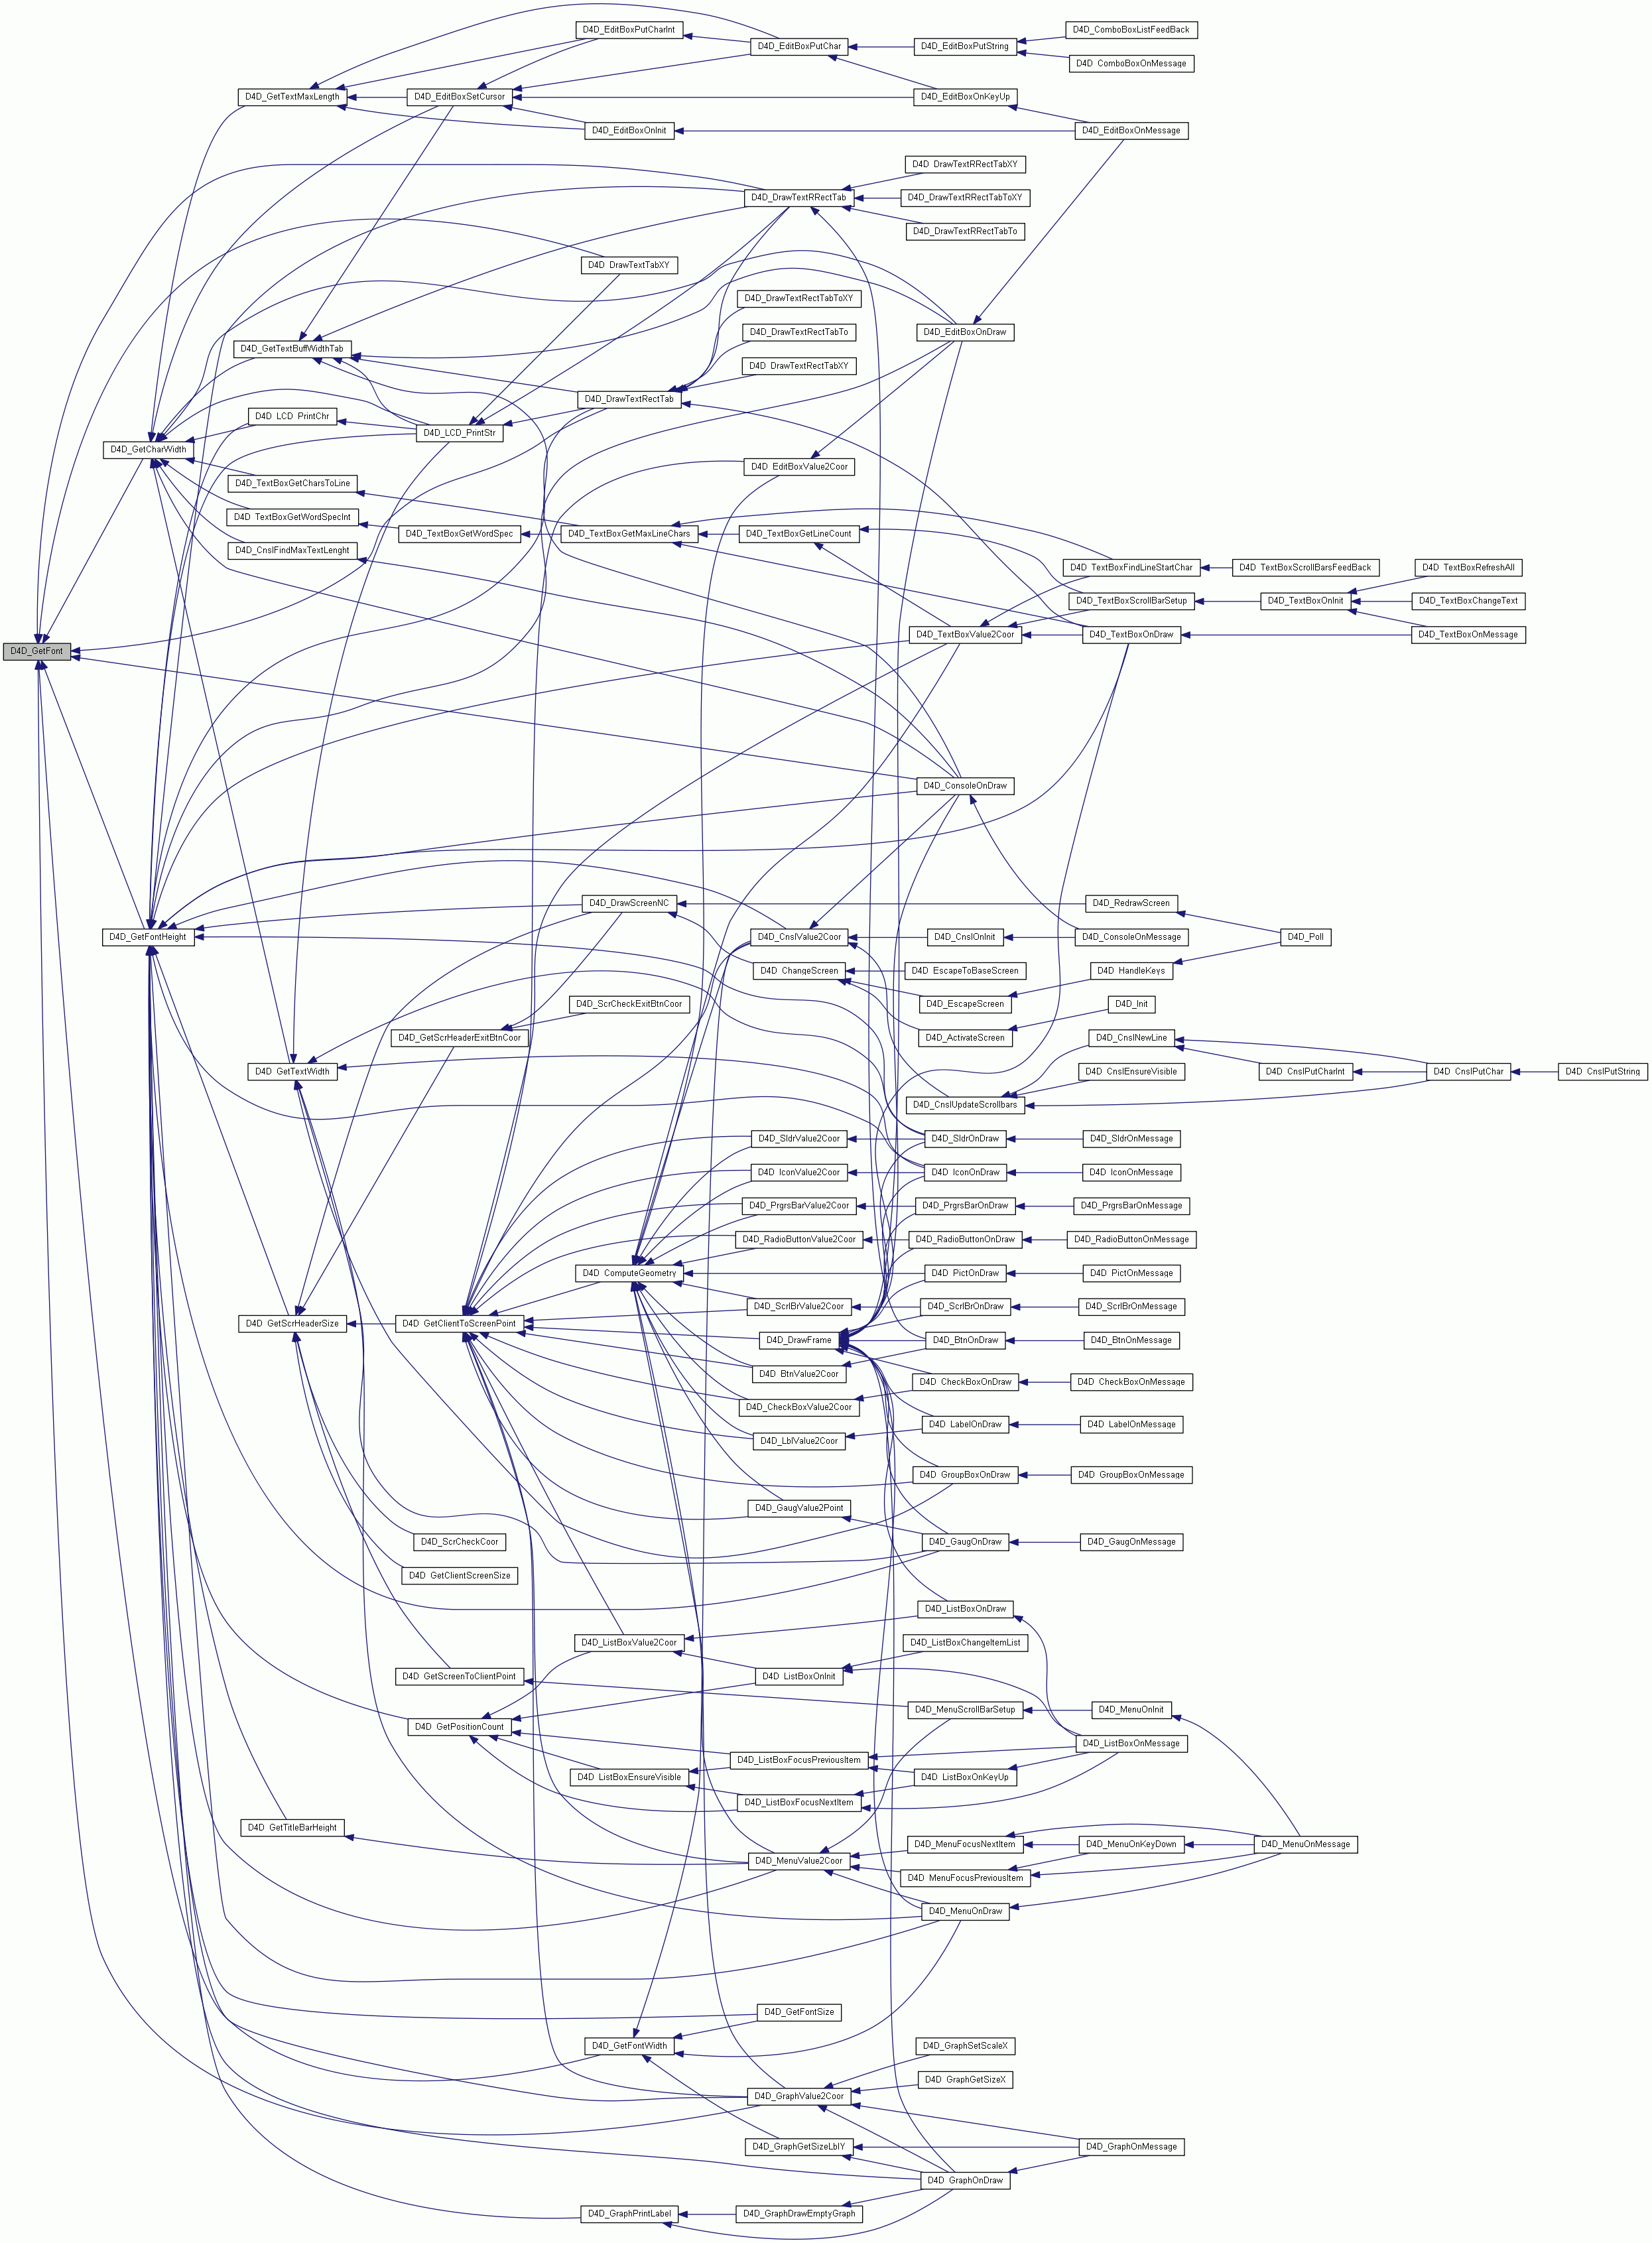 D4D_ComboBoxListFeedBack
D4D_EditBoxPutCharInt
D4D_EditBoxPutChar
D4D_EditBoxPutString
D4D_ComboBoxOnMessage
D4D_GetTextMaxLength
D4D_EditBoxSetCursor
D4D_EditBoxOnKeyUp
D4D_EditBoxOnInit
D4D_EditBoxOnMessage
D4D_DrawTextRRectTabXY
D4D_DrawTextRRectTab
D4D_DrawTextRRectTabToXY
D4D_DrawTextRRectTabTo
D4D_DrawTextTabXY
D4D_DrawTextRectTabToXY
D4D_DrawTextRectTabTo
D4D_EditBoxOnDraw
D4D_GetTextBuffWidthTab
D4D_DrawTextRectTabXY
D4D_DrawTextRectTab
D4D_LCD_PrintChr
D4D_LCD_PrintStr
D4D_GetCharWidth
D4D_EditBoxValue2Coor
D4D_TextBoxGetCharsToLine
D4D_TextBoxGetWordSpecInt
D4D_TextBoxGetWordSpec
D4D_TextBoxGetMaxLineChars
D4D_TextBoxGetLineCount
D4D_CnslFindMaxTextLenght
D4D_TextBoxFindLineStartChar
D4D_TextBoxScrollBarsFeedBack
D4D_TextBoxRefreshAll
D4D_TextBoxScrollBarSetup
D4D_TextBoxOnInit
D4D_TextBoxChangeText
D4D_TextBoxValue2Coor
D4D_TextBoxOnDraw
D4D_TextBoxOnMessage
D4D_GetFont
D4D_ConsoleOnDraw
D4D_DrawScreenNC
D4D_RedrawScreen
D4D_GetFontHeight
D4D_CnslValue2Coor
D4D_CnslOnInit
D4D_ConsoleOnMessage
D4D_Poll
D4D_ChangeScreen
D4D_EscapeToBaseScreen
D4D_HandleKeys
D4D_ScrCheckExitBtnCoor
D4D_EscapeScreen
D4D_Init
D4D_GetScrHeaderExitBtnCoor
D4D_ActivateScreen
D4D_CnslNewLine
D4D_GetTextWidth
D4D_CnslEnsureVisible
D4D_CnslPutCharInt
D4D_CnslPutChar
D4D_CnslPutString
D4D_CnslUpdateScrollbars
D4D_SldrValue2Coor
D4D_SldrOnDraw
D4D_SldrOnMessage
D4D_IconValue2Coor
D4D_IconOnDraw
D4D_IconOnMessage
D4D_PrgrsBarValue2Coor
D4D_PrgrsBarOnDraw
D4D_PrgrsBarOnMessage
D4D_RadioButtonValue2Coor
D4D_RadioButtonOnDraw
D4D_RadioButtonOnMessage
D4D_ComputeGeometry
D4D_PictOnDraw
D4D_PictOnMessage
D4D_ScrlBrValue2Coor
D4D_ScrlBrOnDraw
D4D_ScrlBrOnMessage
D4D_GetScrHeaderSize
D4D_GetClientToScreenPoint
D4D_DrawFrame
D4D_BtnOnDraw
D4D_BtnOnMessage
D4D_BtnValue2Coor
D4D_CheckBoxOnDraw
D4D_CheckBoxOnMessage
D4D_CheckBoxValue2Coor
D4D_LabelOnDraw
D4D_LabelOnMessage
D4D_LblValue2Coor
D4D_GroupBoxOnDraw
D4D_GroupBoxOnMessage
D4D_GaugValue2Point
D4D_ScrCheckCoor
D4D_GaugOnDraw
D4D_GaugOnMessage
D4D_GetClientScreenSize
D4D_ListBoxOnDraw
D4D_ListBoxValue2Coor
D4D_ListBoxChangeItemList
D4D_GetScreenToClientPoint
D4D_ListBoxOnInit
D4D_MenuScrollBarSetup
D4D_MenuOnInit
D4D_GetPositionCount
D4D_ListBoxOnMessage
D4D_ListBoxFocusPreviousItem
D4D_ListBoxEnsureVisible
D4D_ListBoxOnKeyUp
D4D_ListBoxFocusNextItem
D4D_GetTitleBarHeight
D4D_MenuFocusNextItem
D4D_MenuOnKeyDown
D4D_MenuOnMessage
D4D_MenuValue2Coor
D4D_MenuFocusPreviousItem
D4D_MenuOnDraw
D4D_GetFontSize
D4D_GetFontWidth
D4D_GraphSetScaleX
D4D_GraphGetSizeX
D4D_GraphValue2Coor
D4D_GraphGetSizeLblY
D4D_GraphOnMessage
D4D_GraphOnDraw
D4D_GraphPrintLabel
D4D_GraphDrawEmptyGraph